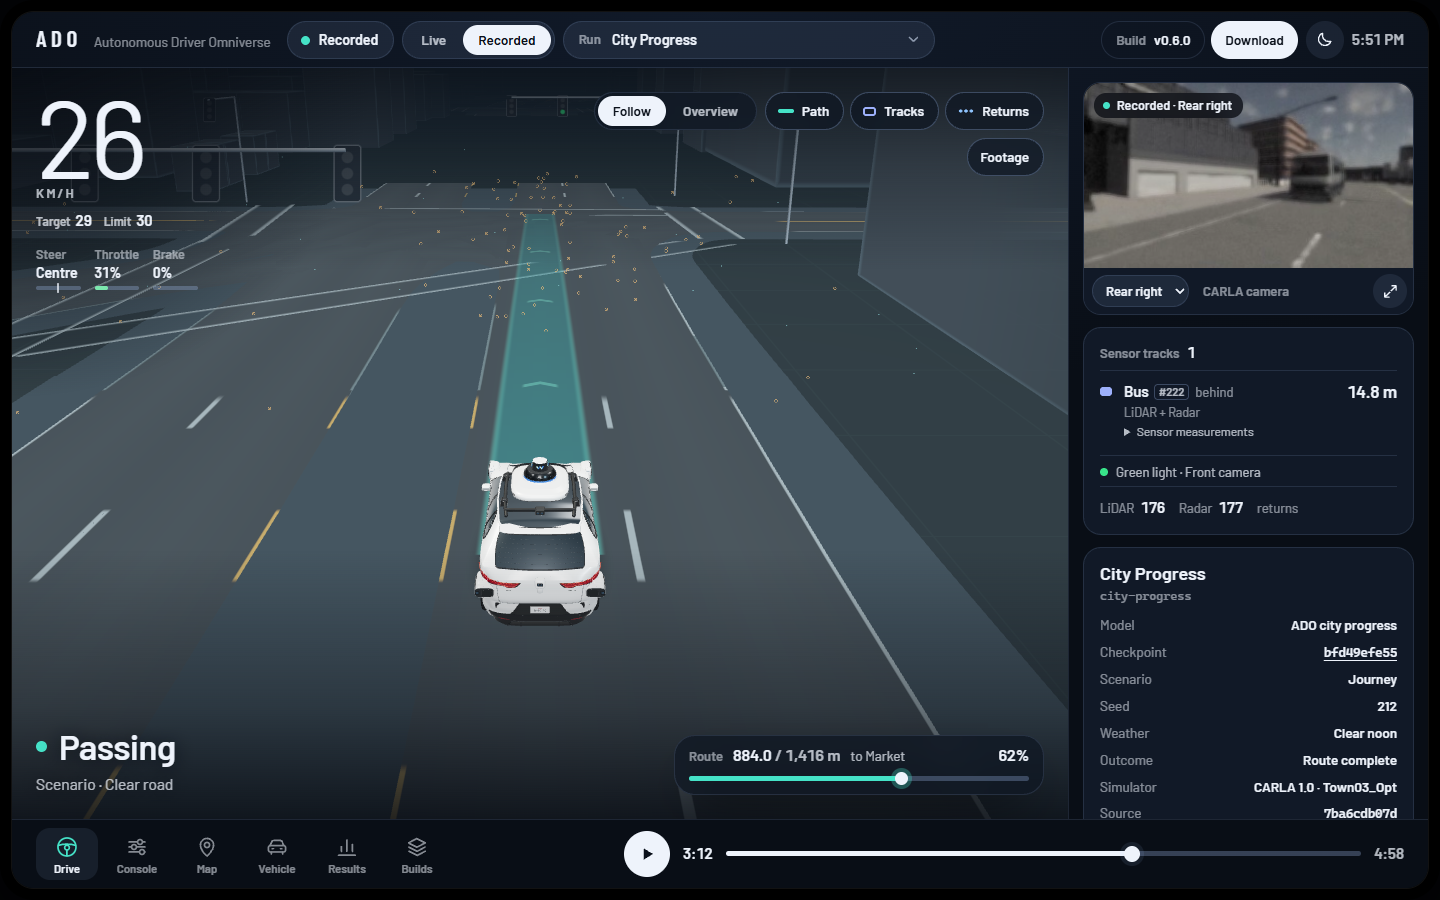 ADO Autonomous Driver Omniverse
Recorded
Live Recorded
Run City Progress
Build v0.6.0
Download
5:51 PM
26
KM/H
Target 29 Limit 30
Steer Throttle Brake
Centre 31% 0%
Follow Overview
Path
Tracks
Returns
Footage
Recorded · Rear right
Rear right
CARLA camera
Sensor tracks 1
Bus #222 behind 14.8 m
LiDAR + Radar
Sensor measurements
Green light · Front camera
LiDAR 176 Radar 177 returns
City Progress
city-progress
Model ADO city progress
Checkpoint bfd49efe55
Scenario Journey
Seed 212
Weather Clear noon
Outcome Route complete
Simulator CARLA 1.0 · Town03_Opt
Source 7ba6cdb07d
Passing
Scenario · Clear road
Route 884.0 / 1,416 m to Market 62%
Drive
Console
Map
Vehicle
Results
Builds
3:12
4:58